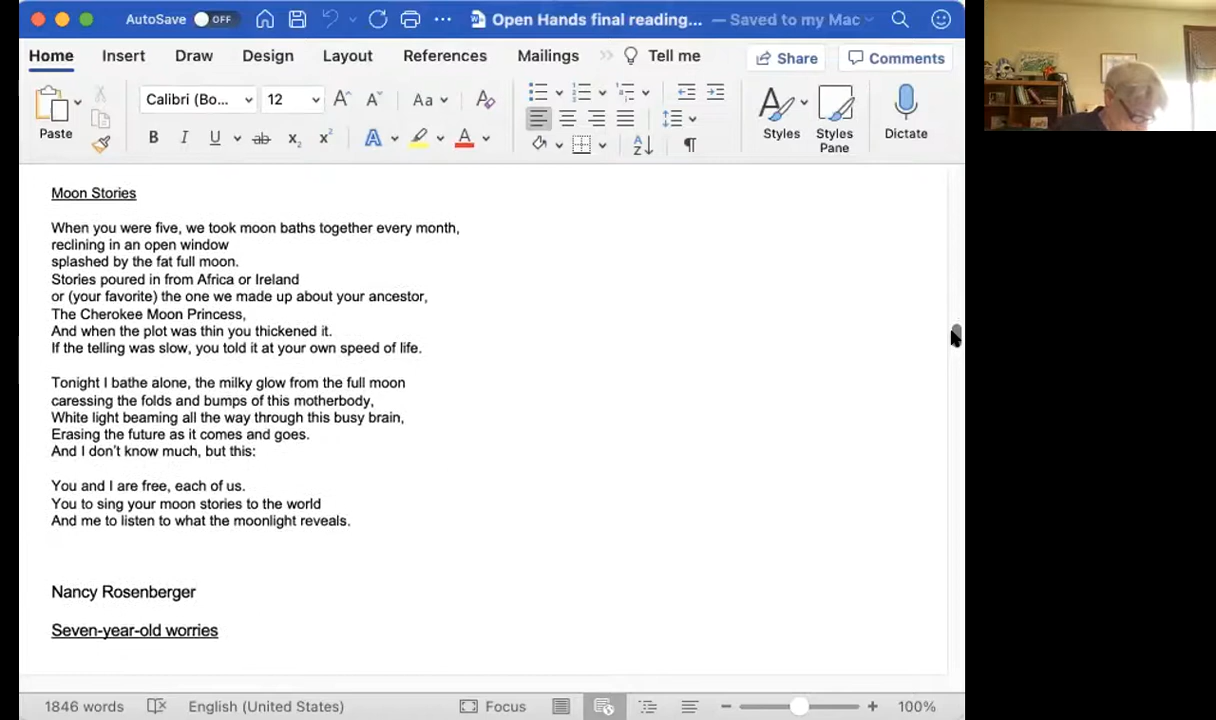 AutoSave OFF Open Hands final reading... — Saved to my Mac
Home Insert Draw Design Layout References Mailings Tell me Share Comments
Calibri (Bo... 12 A A Aa A
Paste B I U ab x2 x2 A A Styles Styles Pane Dictate
Moon Stories
When you were five, we took moon baths together every month,
reclining in an open window
splashed by the fat full moon.
Stories poured in from Africa or Ireland
or (your favorite) the one we made up about your ancestor,
The Cherokee Moon Princess,
And when the plot was thin you thickened it.
If the telling was slow, you told it at your own speed of life.
Tonight I bathe alone, the milky glow from the full moon
caressing the folds and bumps of this motherbody,
White light beaming all the way through this busy brain,
Erasing the future as it comes and goes.
And I don't know much, but this:
You and I are free, each of us.
You to sing your moon stories to the world
And me to listen to what the moonlight reveals.
Nancy Rosenberger
Seven-year-old worries
1846 words English (United States) Focus 100%